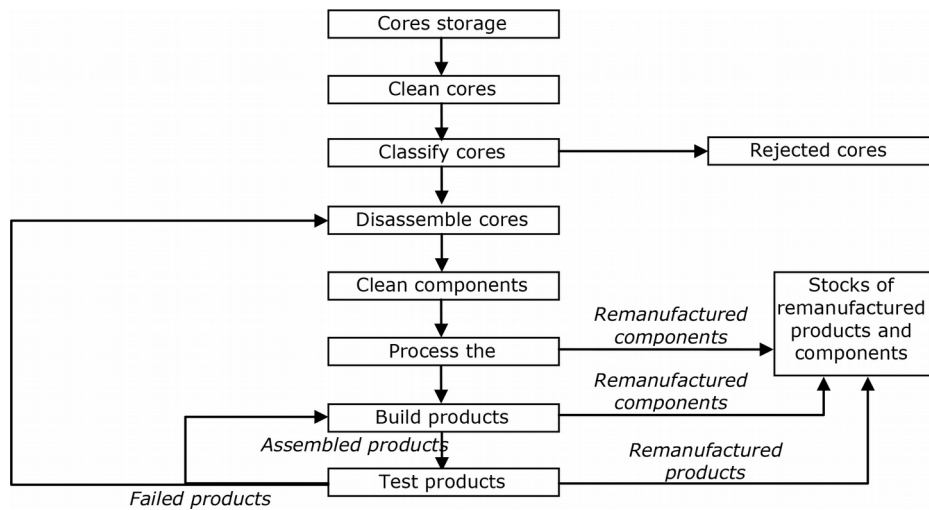 Cores storage
Clean cores
Classify cores
Rejected cores
Disassemble cores
Clean components
Stocks of
remanufactured
products and
components
Remanufactured
components
Process the
Remanufactured
components
Build products
Assembled products
Remanufactured
products
Test products
Failed products